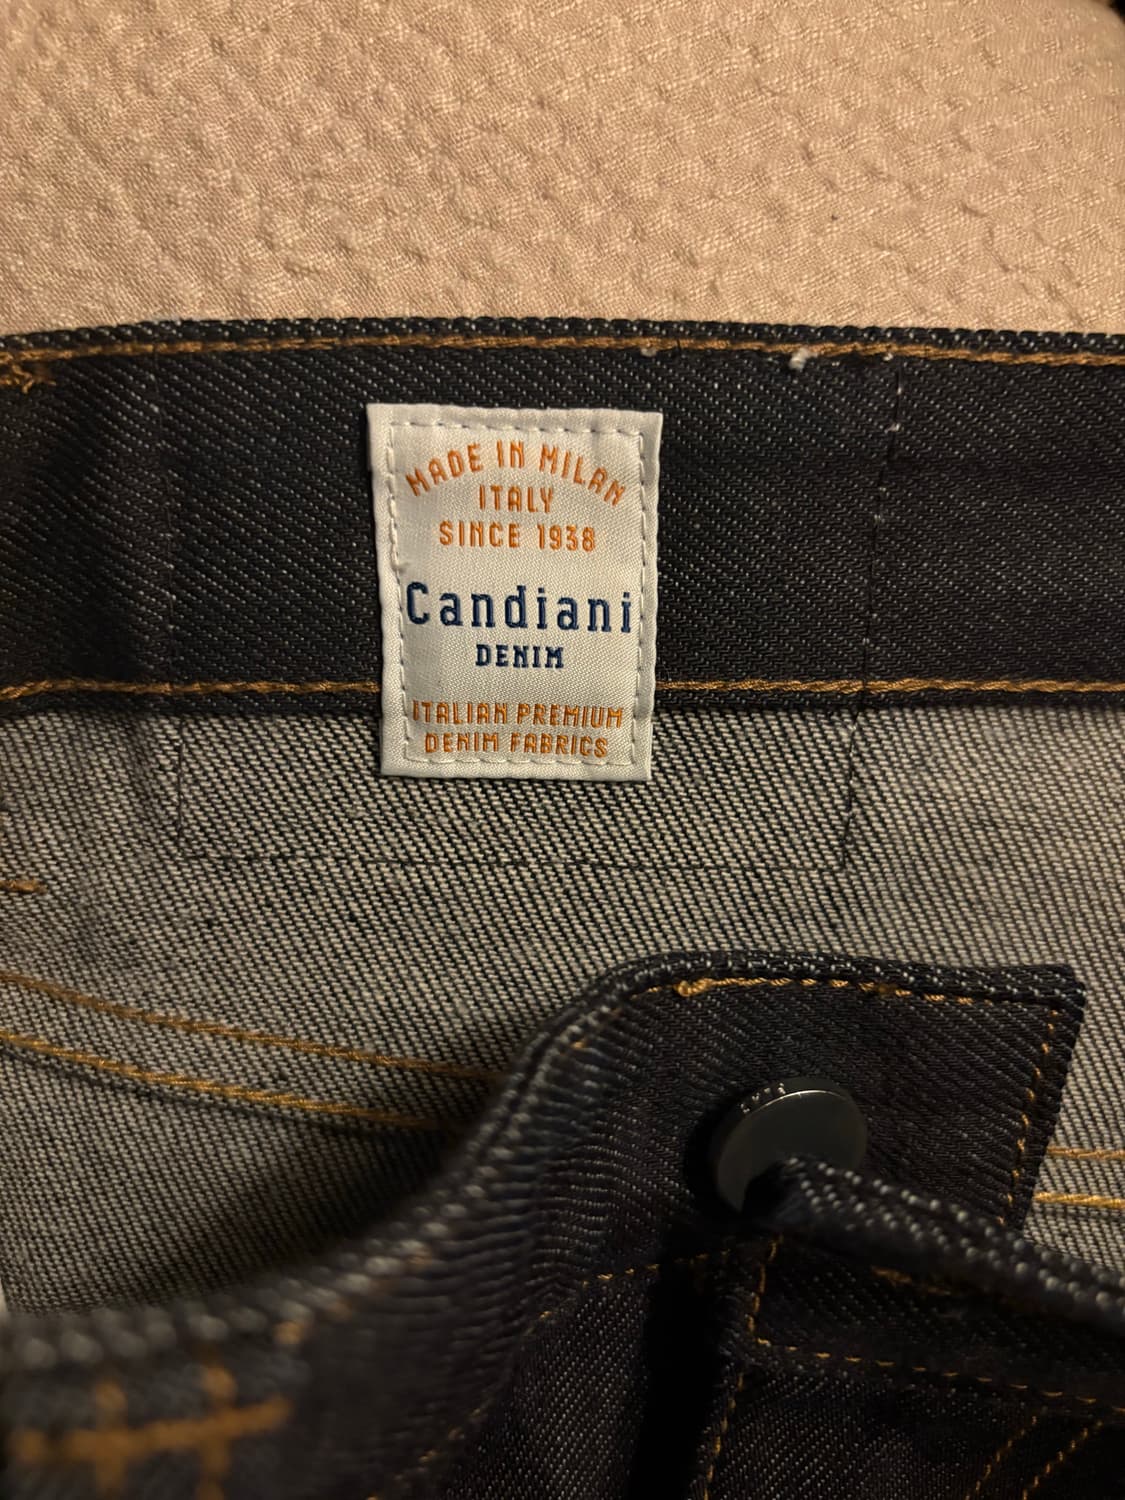 MADE IN MILAN
ITALY
SINCE 1938
Candiani
DENIM
ITALIAN PREMIUM
DENIM FABRICS